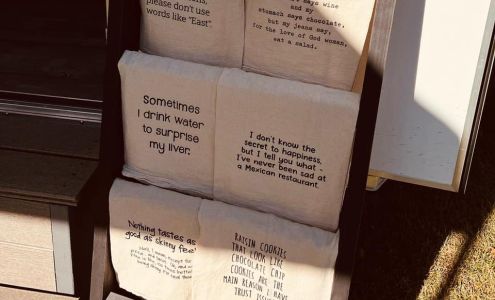 please don't use
words like "East"
says wine
and my
stomach says chocolate,
but my jeans say,
for the love of God woman,
eat a salad.
Sometimes
I drink water
to surprise
my liver.
I don't know the
secret to happiness,
but I tell you what -
I've never been sad at
a Mexican restaurant.
Nothing tastes as
good as skinny feels
RAISIN COOKIES
THAT LOOK LIKE
CHOCOLATE CHIP
COOKIES ARE THE
MAIN REASON I HAVE
TRUST